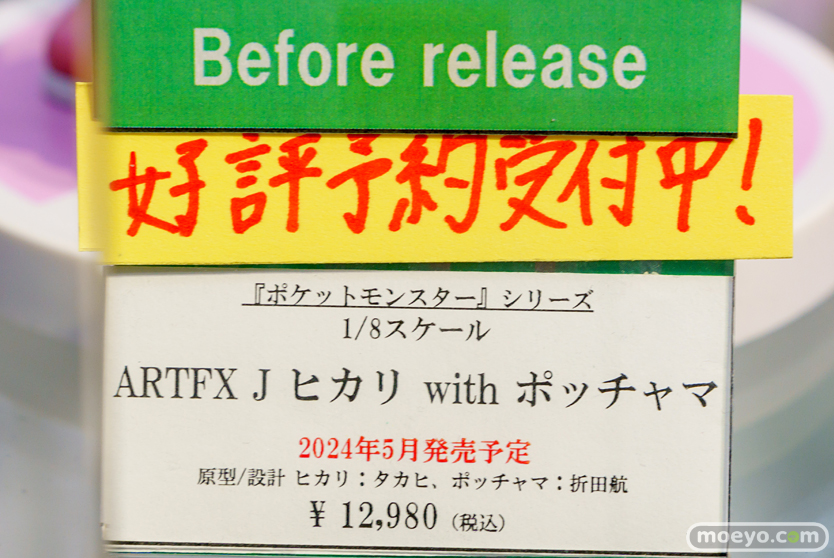 Before release
好評予約受付中!
『ポケットモンスター』シリーズ
1/8スケール
ARTFX J ヒカリ with ポッチャマ
2024年5月発売予定
原型/設計 ヒカリ：タカヒ、ポッチャマ：折田航
¥ 12,980 (税込)
moeyo.com